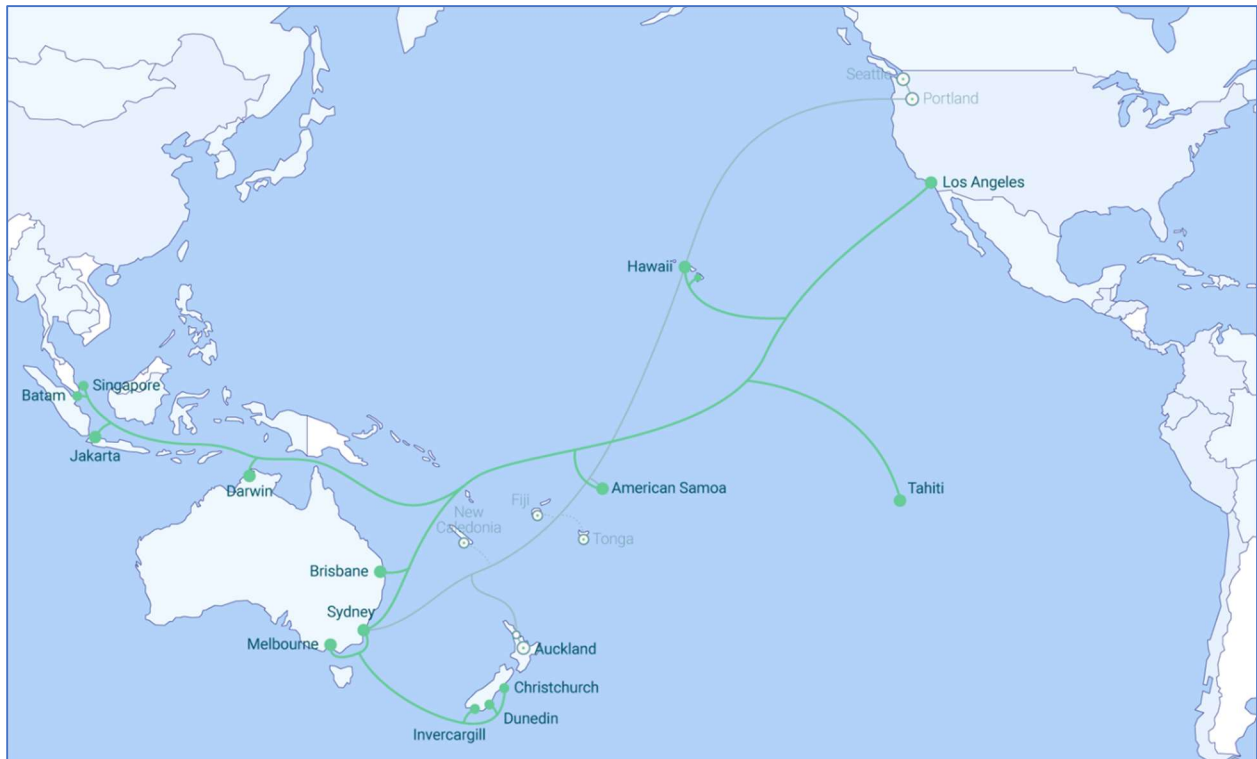 Seattle
Portland
Los Angeles
Hawaii
Singapore
Batam
Jakarta
Darwin
American Samoa
Tahiti
Fiji
New
Caledonia
Tonga
Brisbane
Sydney
Melbourne
Auckland
Christchurch
Dunedin
Invercargill